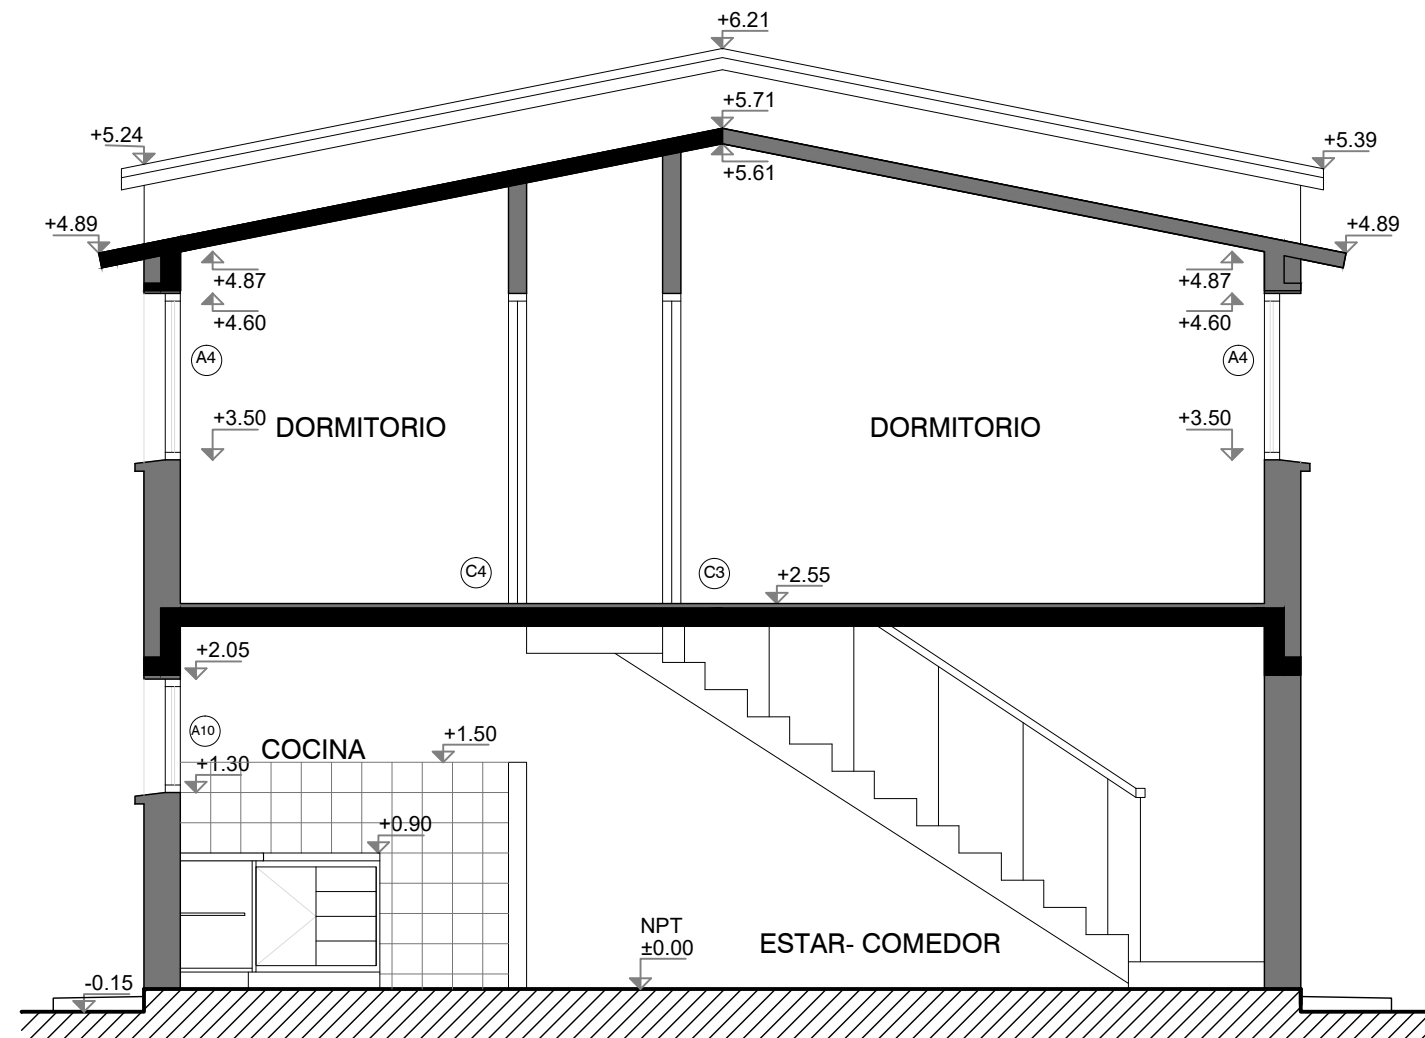 +6.21
+5.71
+5.24
+5.39
+5.61
+4.89
+4.89
+4.87
+4.87
+4.60
+4.60
A4
A4
+3.50
+3.50
DORMITORIO
DORMITORIO
C4
C3
+2.55
+2.05
A10
COCINA
+1.50
+1.30
+0.90
NPT
±0.00
ESTAR- COMEDOR
-0.15